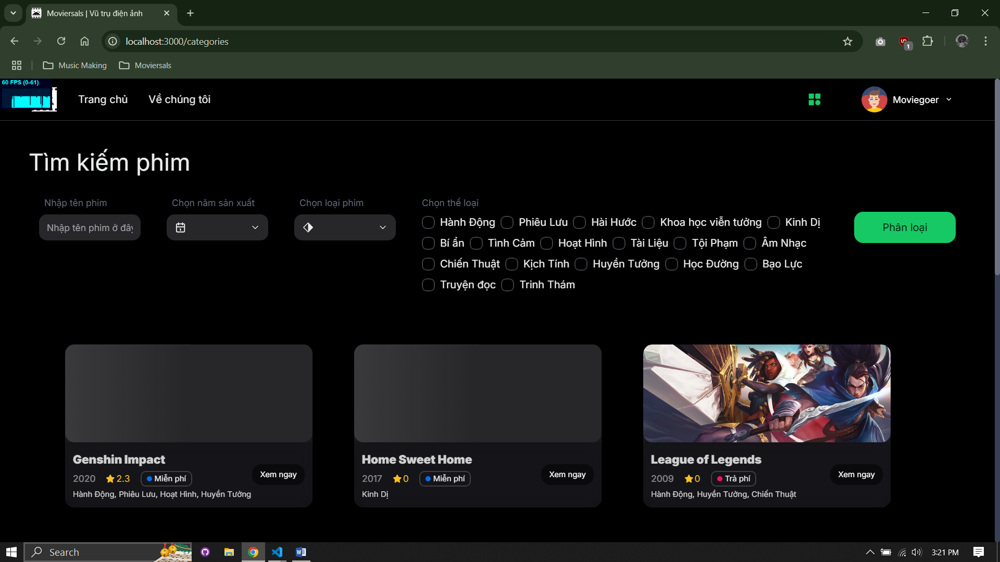 Moviersals | Vũ trụ điện ảnh
localhost:3000/categories
1
Music Making
Moviersals
60 FPS (0-61)
Trang chủ
Về chúng tôi
Moviegoer
Tìm kiếm phim
Nhập tên phim
Chọn năm sản xuất
Chọn loại phim
Chọn thể loại
Nhập tên phim ở đây
Hành Động Phiêu Lưu Hài Hước Khoa học viễn tưởng Kinh Dị
Bí ẩn Tình Cảm Hoạt Hình Tài Liệu Tội Phạm Âm Nhạc
Chiến Thuật Kịch Tính Huyền Tưởng Học Đường Bạo Lực
Truyện đọc Trinh Thám
Phân loại
Genshin Impact
2020 2.3 Miễn phí
Xem ngay
Hành Động, Phiêu Lưu, Hoạt Hình, Huyền Tưởng
Home Sweet Home
2017 0 Miễn phí
Xem ngay
Kinh Dị
League of Legends
2009 0 Trả phí
Xem ngay
Hành Động, Huyền Tưởng, Chiến Thuật
Search
3:21 PM